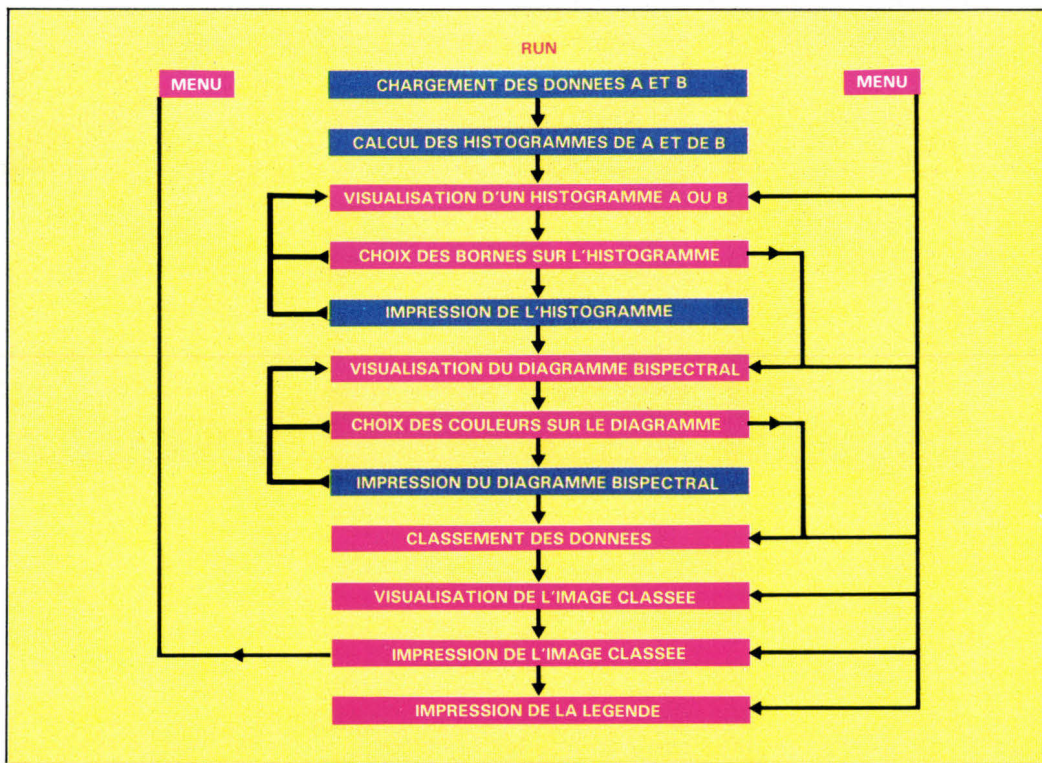 RUN
MENU
CHARGEMENT DES DONNEES A ET B
MENU
CALCUL DES HISTOGRAMMES DE A ET DE B
VISUALISATION D'UN HISTOGRAMME A OU B
CHOIX DES BORNES SUR L'HISTOGRAMME
IMPRESSION DE L'HISTOGRAMME
VISUALISATION DU DIAGRAMME BISPECTRAL
CHOIX DES COULEURS SUR LE DIAGRAMME
IMPRESSION DU DIAGRAMME BISPECTRAL
CLASSEMENT DES DONNEES
VISUALISATION DE L'IMAGE CLASSEE
IMPRESSION DE L'IMAGE CLASSEE
IMPRESSION DE LA LEGENDE